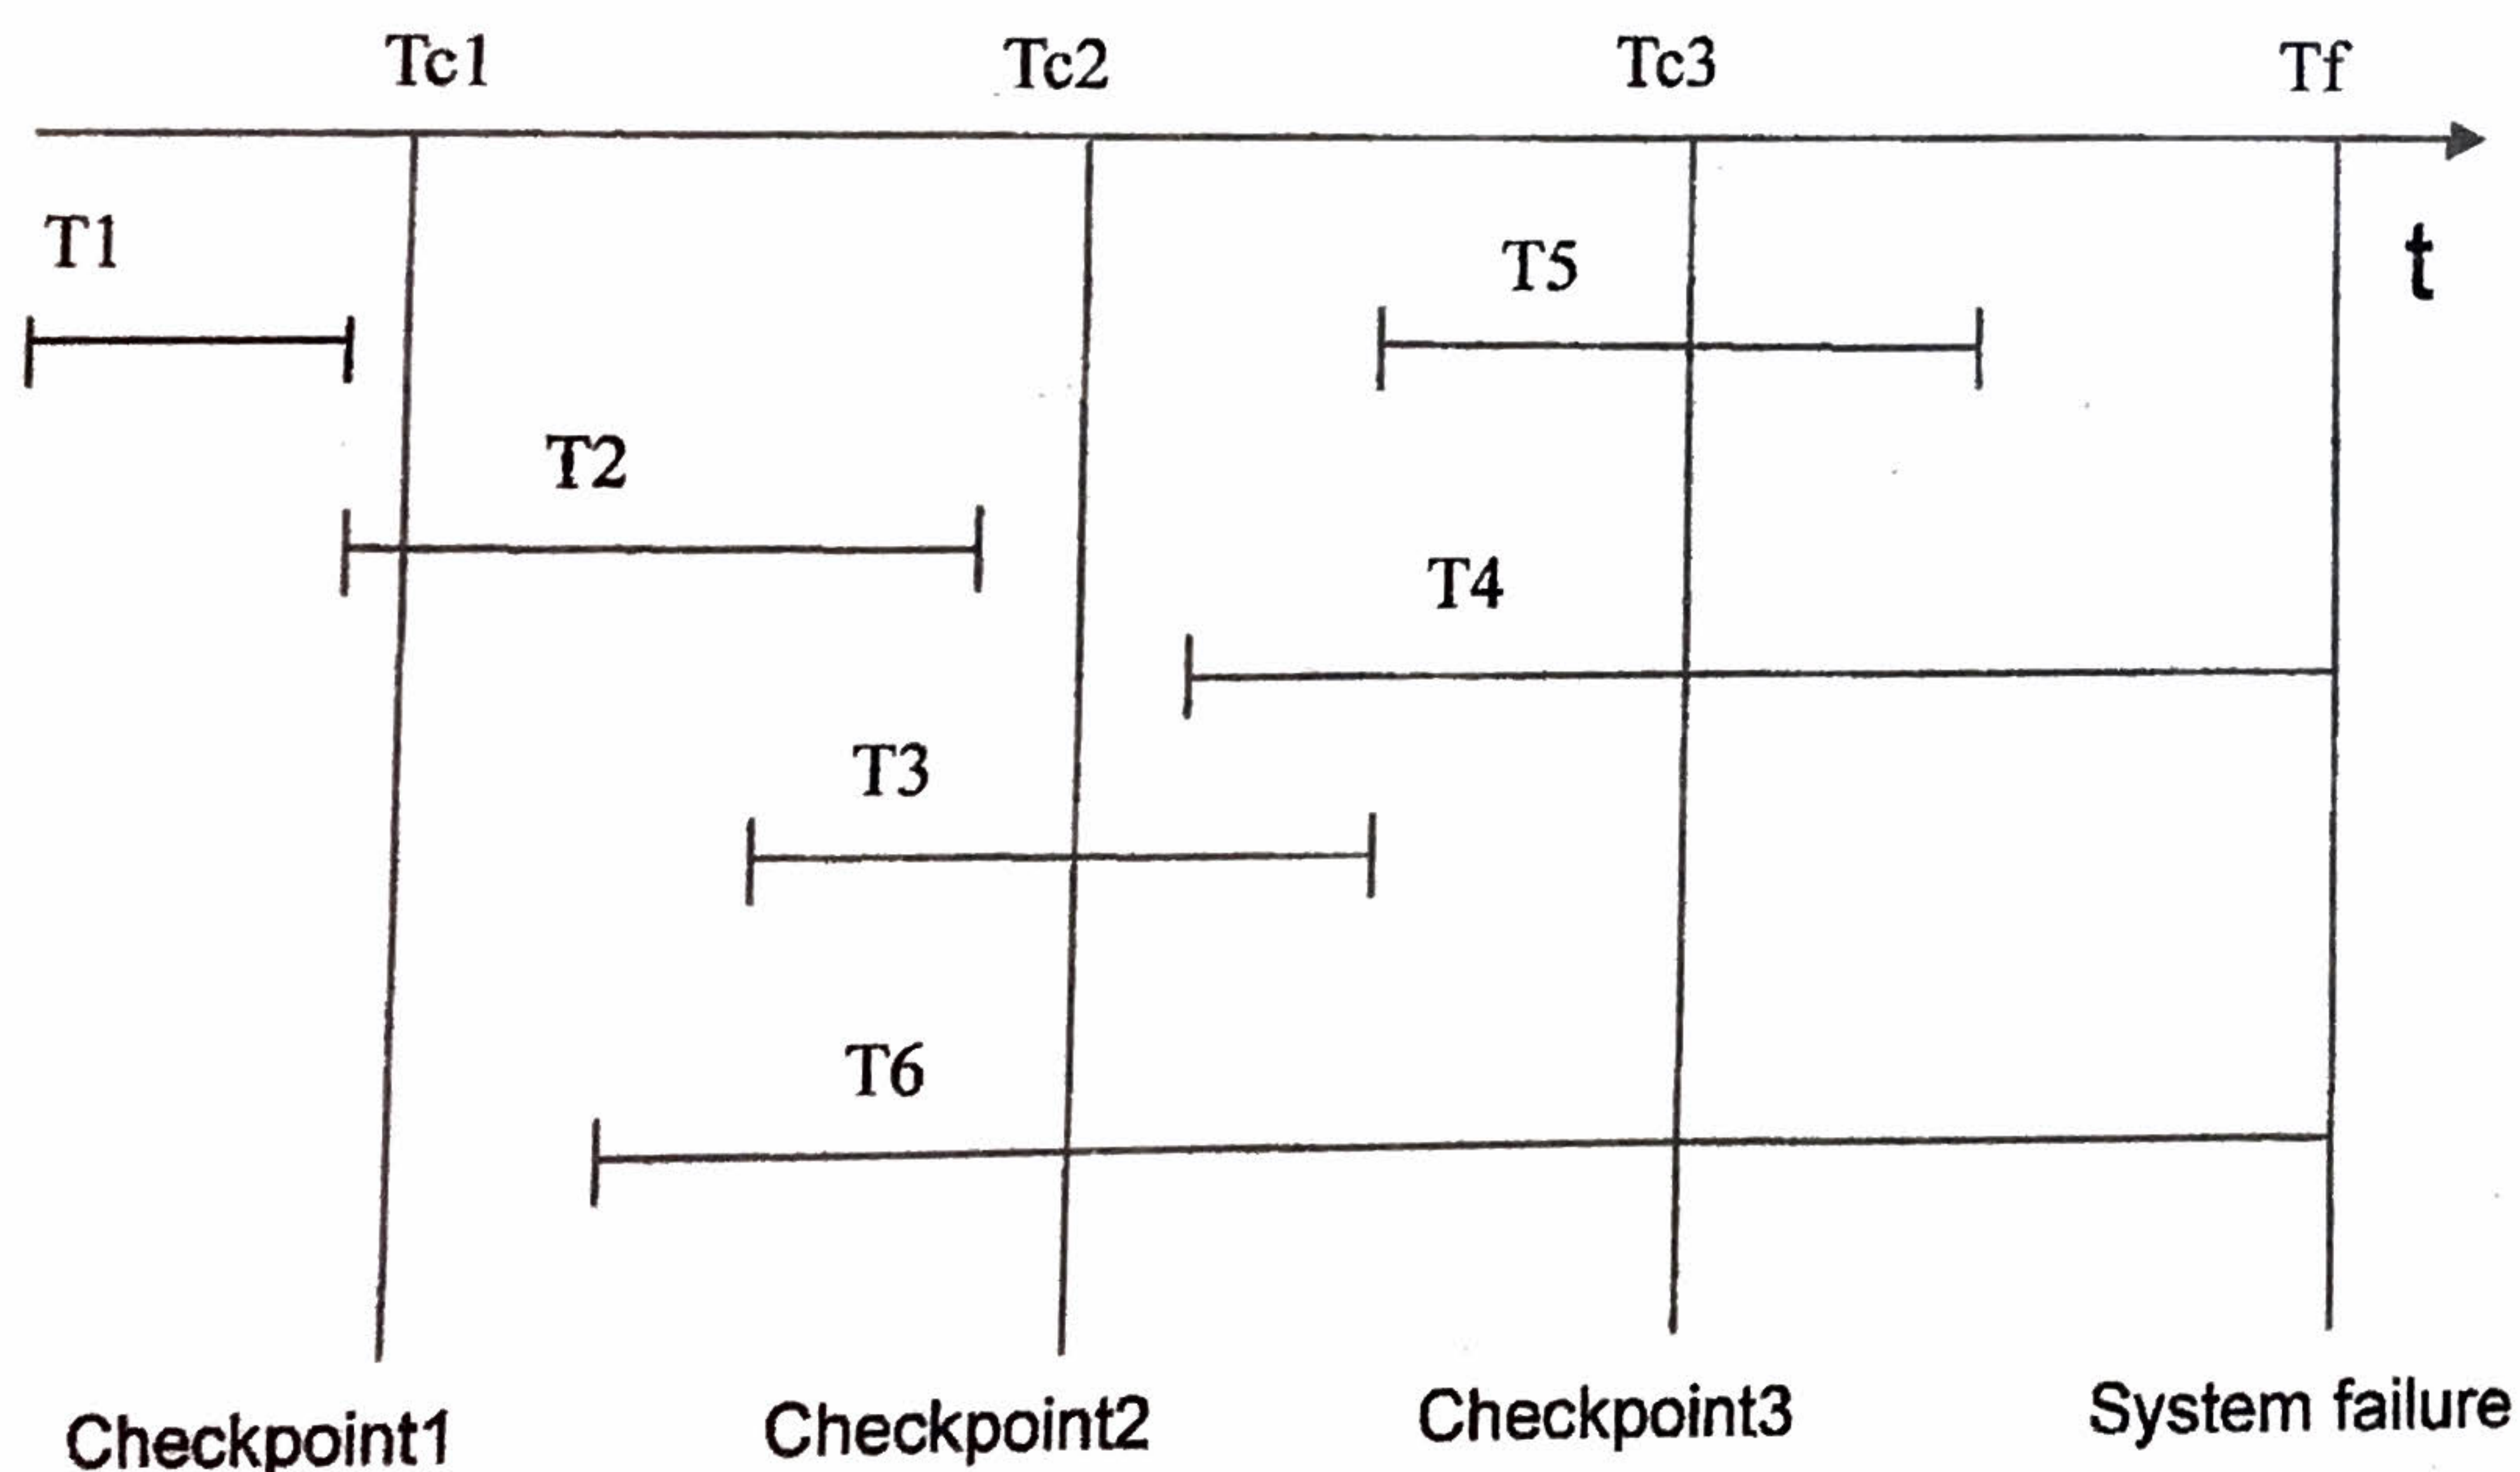 Tc1 Tc2 Tc3 Tf
T1
T5
t
T2
T4
T3
T6
Checkpoint1 Checkpoint2 Checkpoint3 System failure